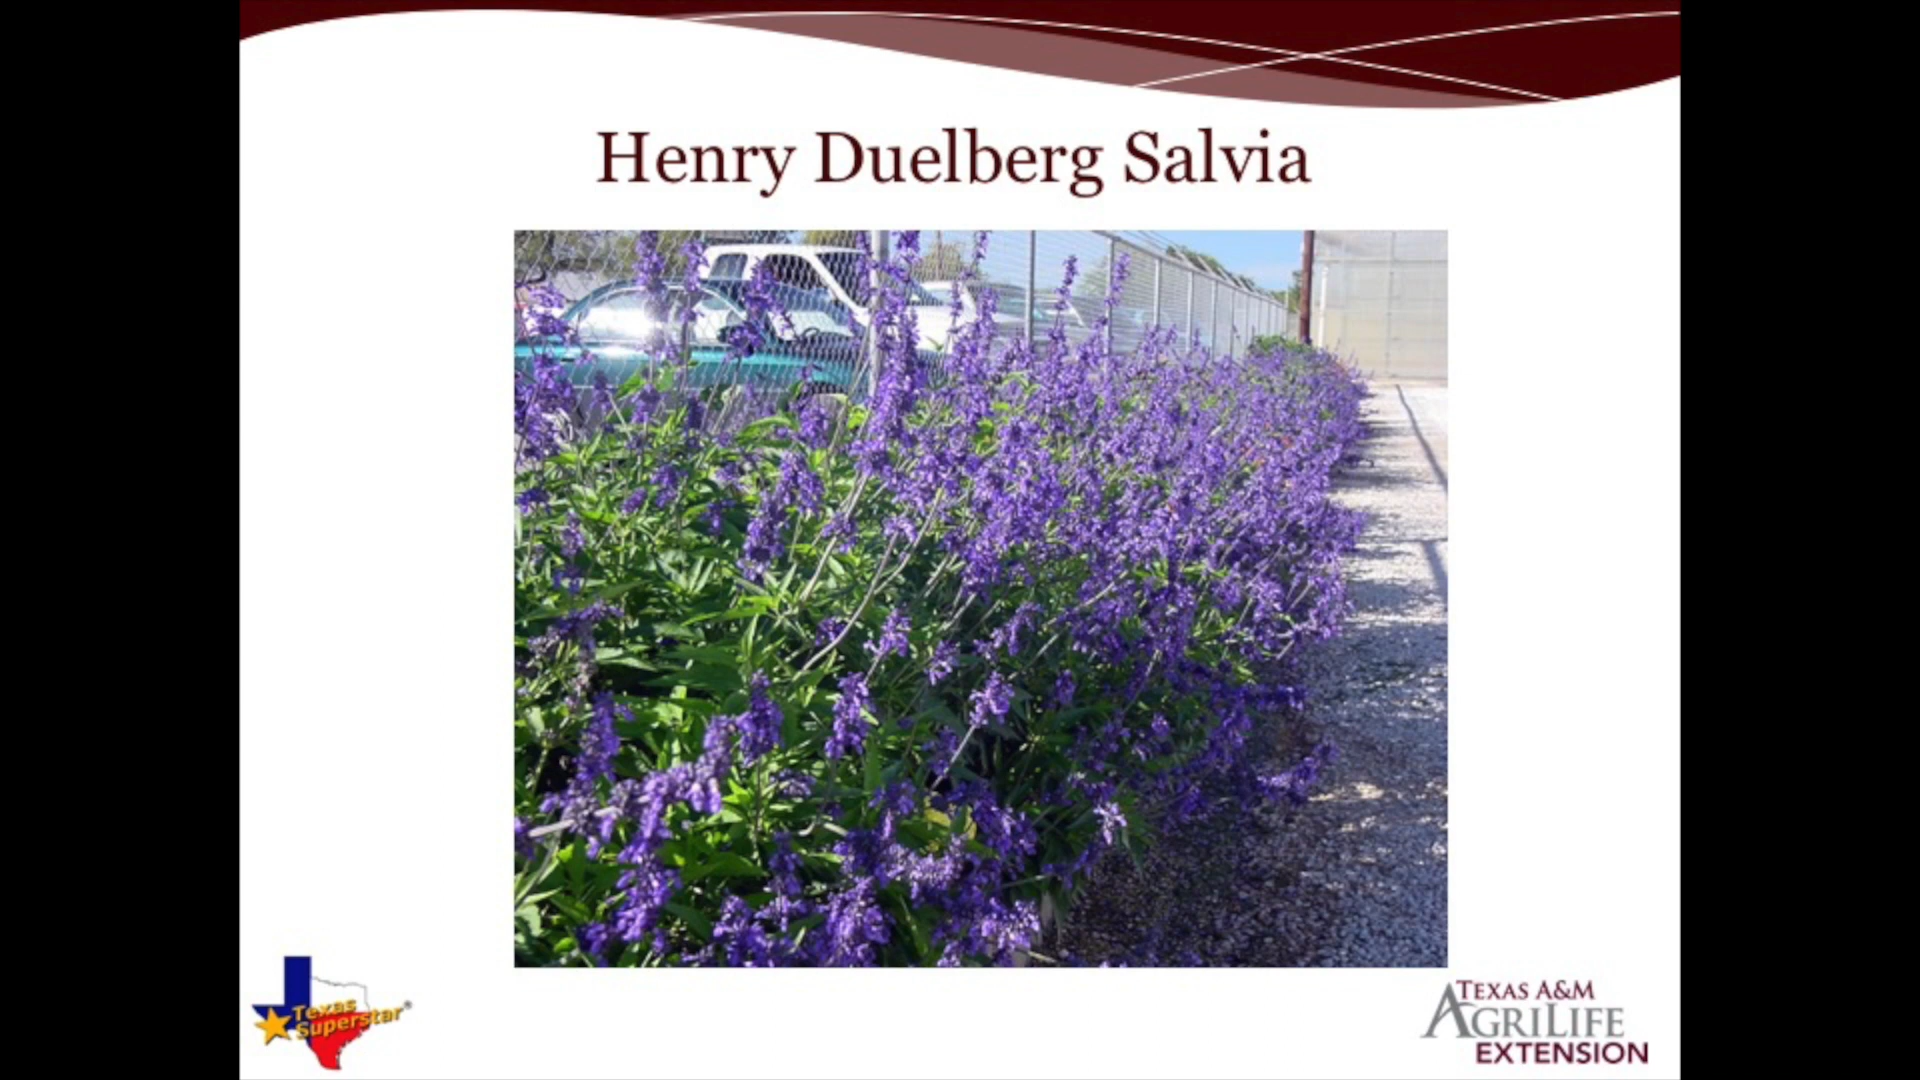 Henry Duelberg Salvia
Texas
Superstar®
TEXAS A&M
AGRILIFE
EXTENSION